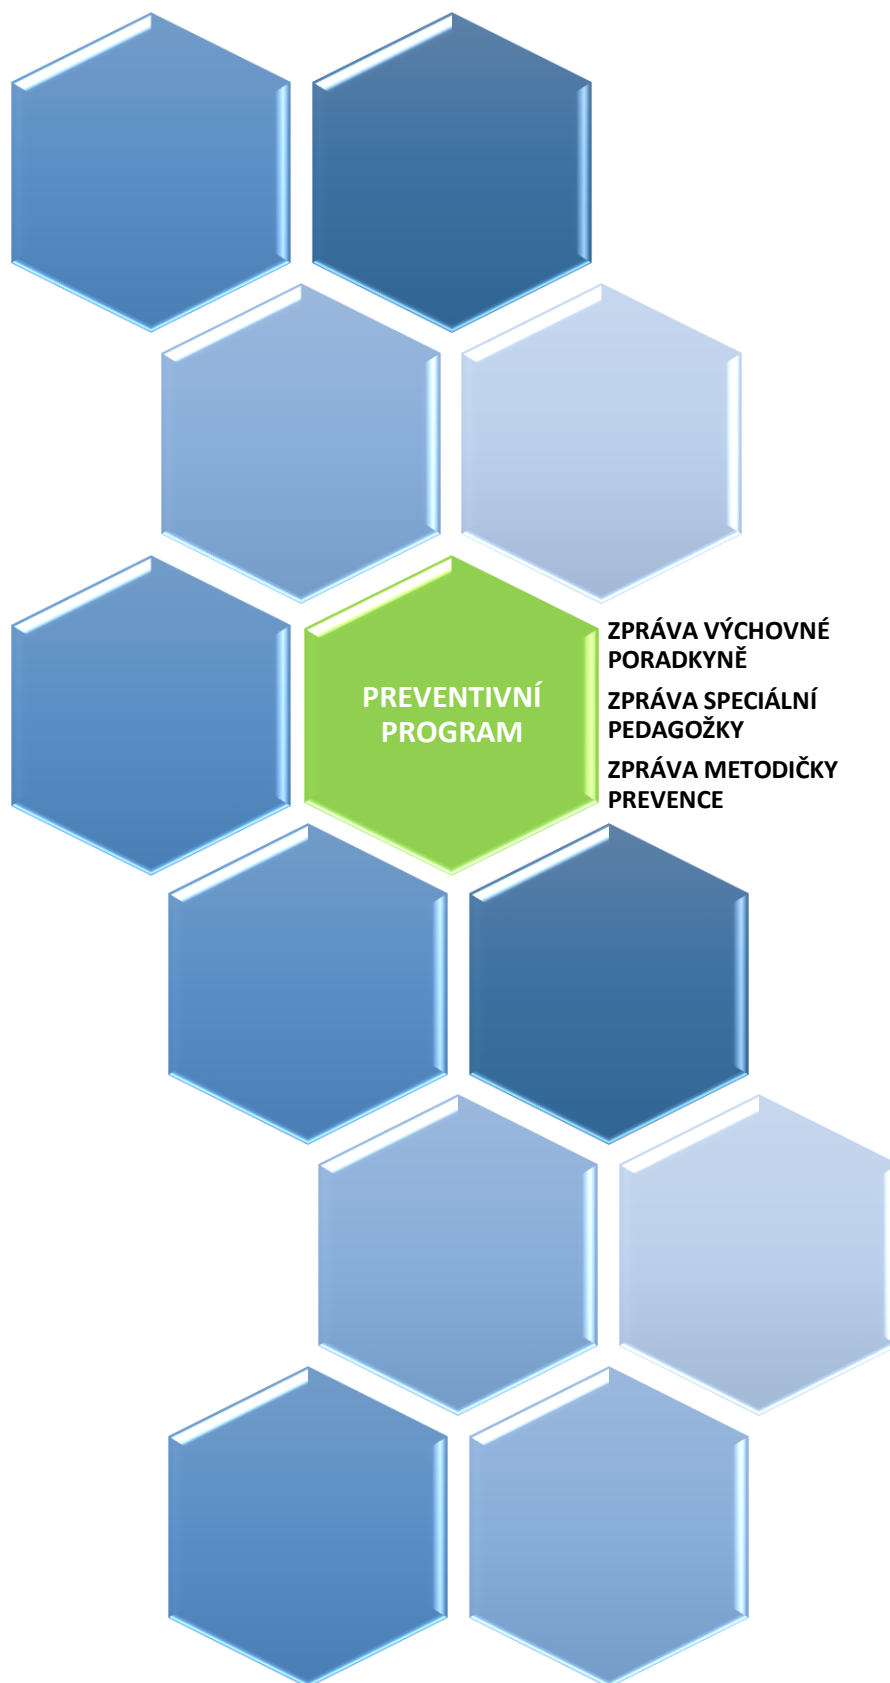 PREVENTIVNÍ
PROGRAM
ZPRÁVA VÝCHOVNÉ
PORADKYNĚ
ZPRÁVA SPECIÁLNÍ
PEDAGOŽKY
ZPRÁVA METODIČKY
PREVENCE